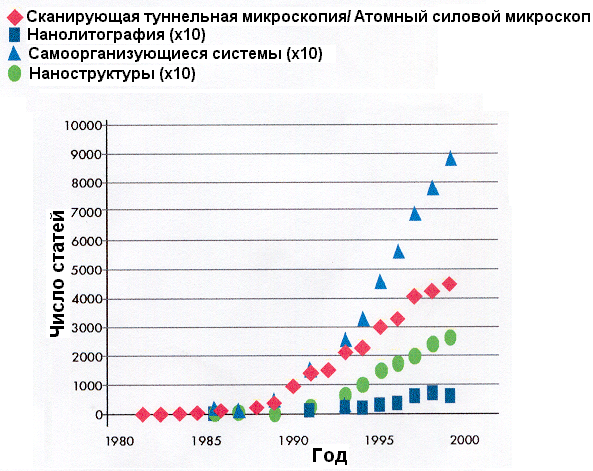 Сканирующая туннельная микроскопия/ Атомный силовой микроскоп
Нанолитография (x10)
Самоорганизующиеся системы (x10)
Наноструктуры (x10)
10000
9000
8000
7000
6000
5000
4000
3000
2000
1000
0
Число статей
1980
1985
1990
1995
2000
Год